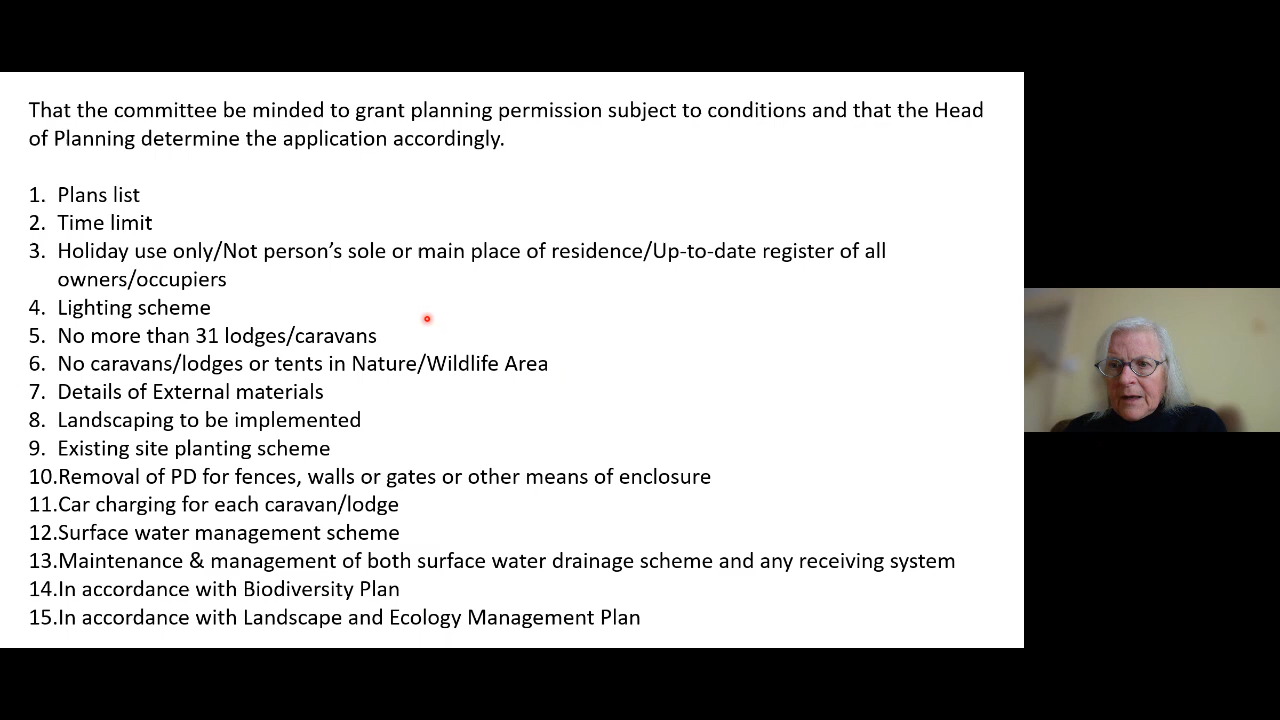 That the committee be minded to grant planning permission subject to conditions and that the Head
of Planning determine the application accordingly.
1. Plans list
2. Time limit
3. Holiday use only/Not person’s sole or main place of residence/Up-to-date register of all
owners/occupiers
4. Lighting scheme
5. No more than 31 lodges/caravans
6. No caravans/lodges or tents in Nature/Wildlife Area
7. Details of External materials
8. Landscaping to be implemented
9. Existing site planting scheme
10.Removal of PD for fences, walls or gates or other means of enclosure
11.Car charging for each caravan/lodge
12.Surface water management scheme
13.Maintenance & management of both surface water drainage scheme and any receiving system
14.In accordance with Biodiversity Plan
15.In accordance with Landscape and Ecology Management Plan